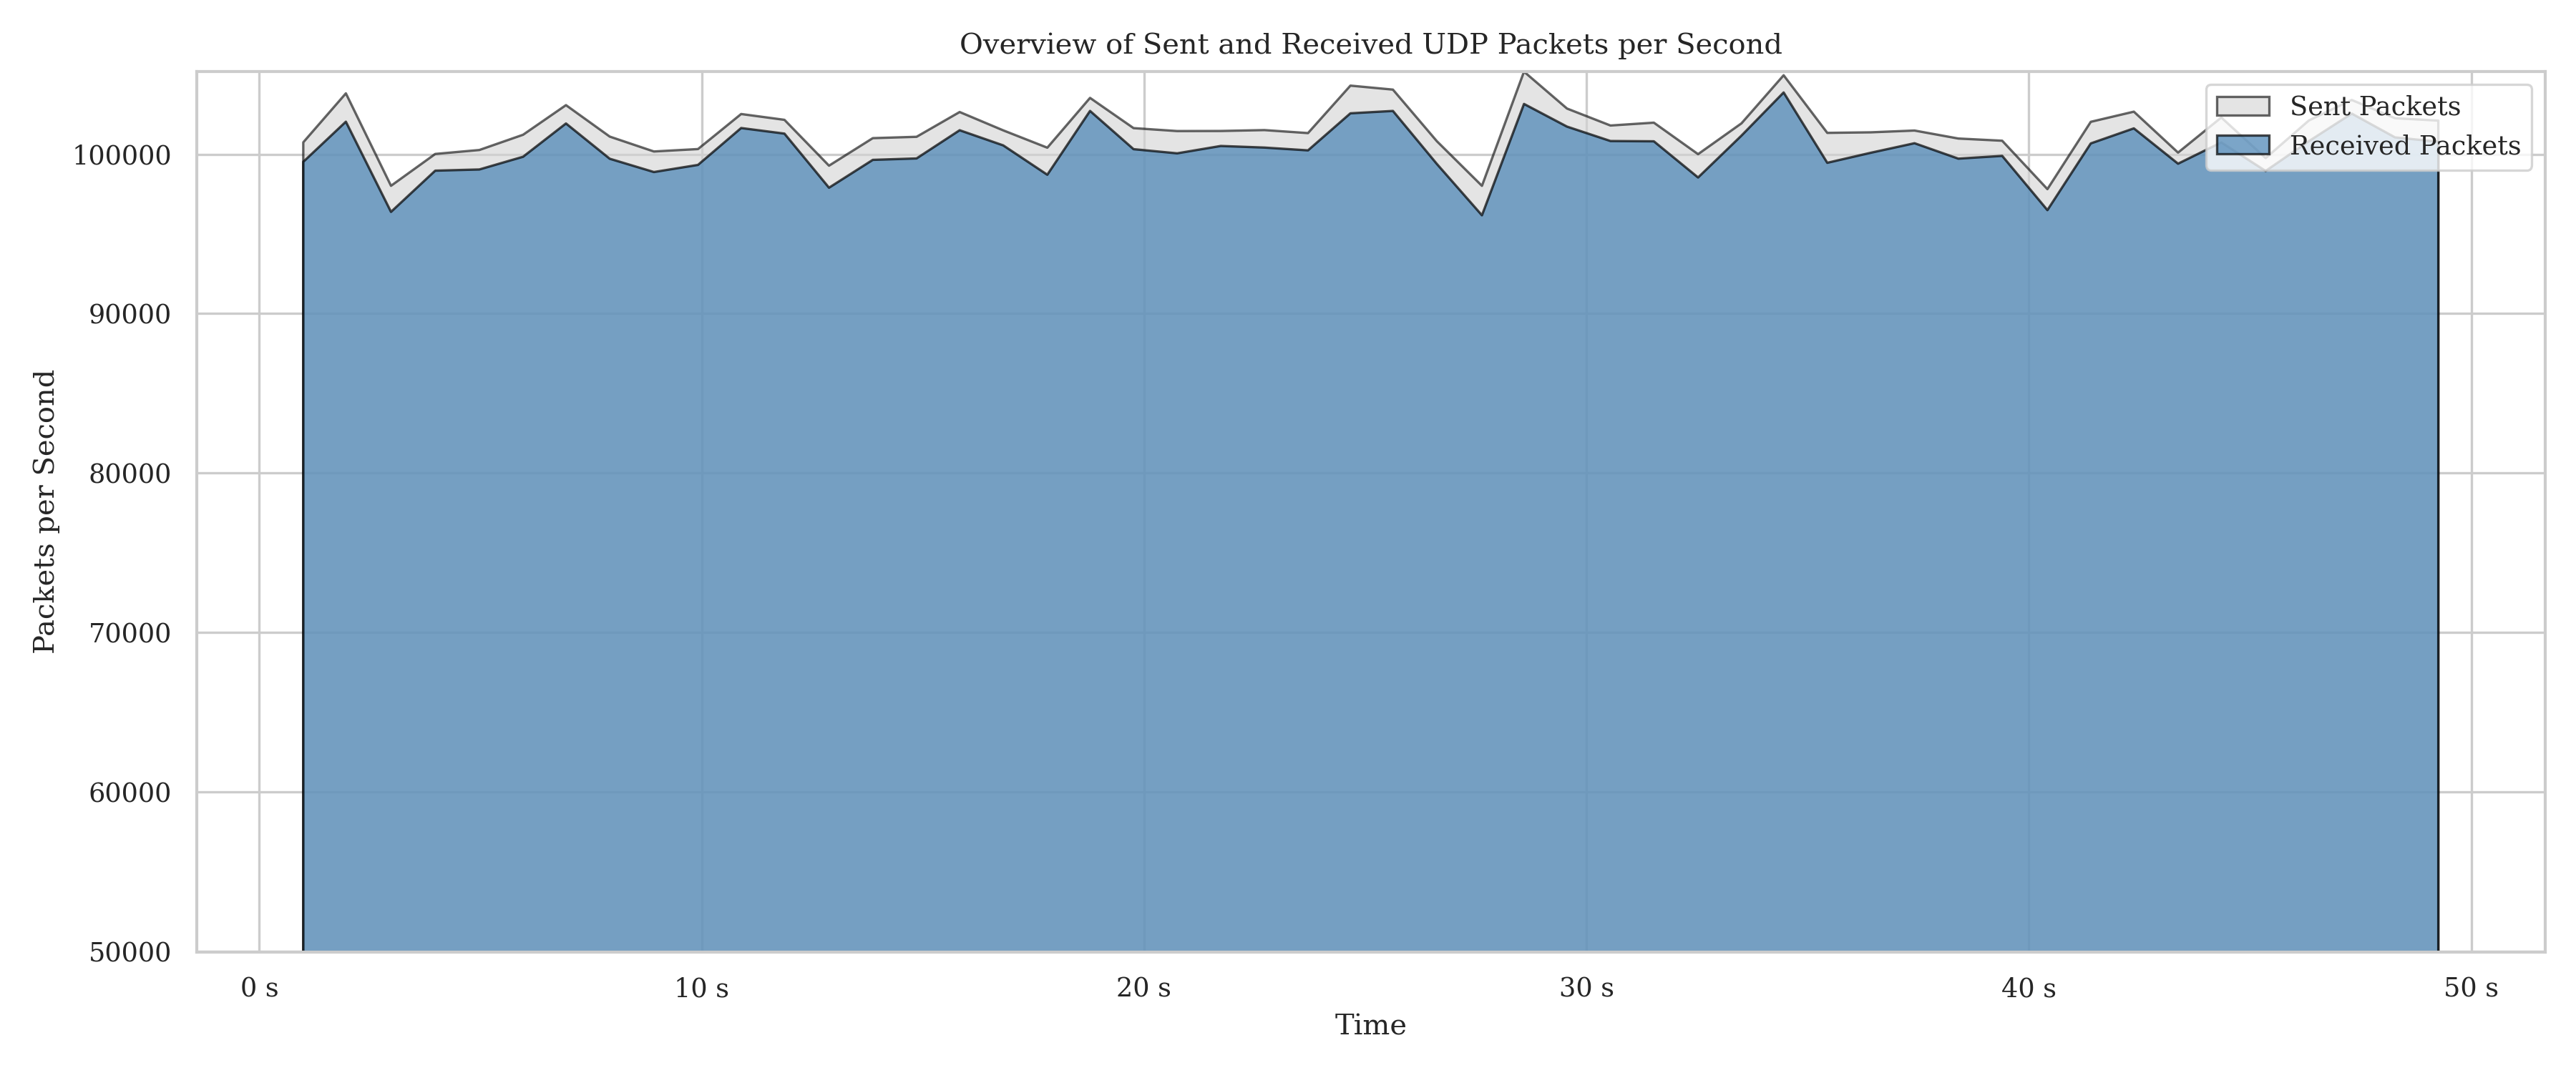 Overview of Sent and Received UDP Packets per Second
Sent Packets
Received Packets
Packets per Second
100000
90000
80000
70000
60000
50000
0 s
10 s
20 s
30 s
40 s
50 s
Time